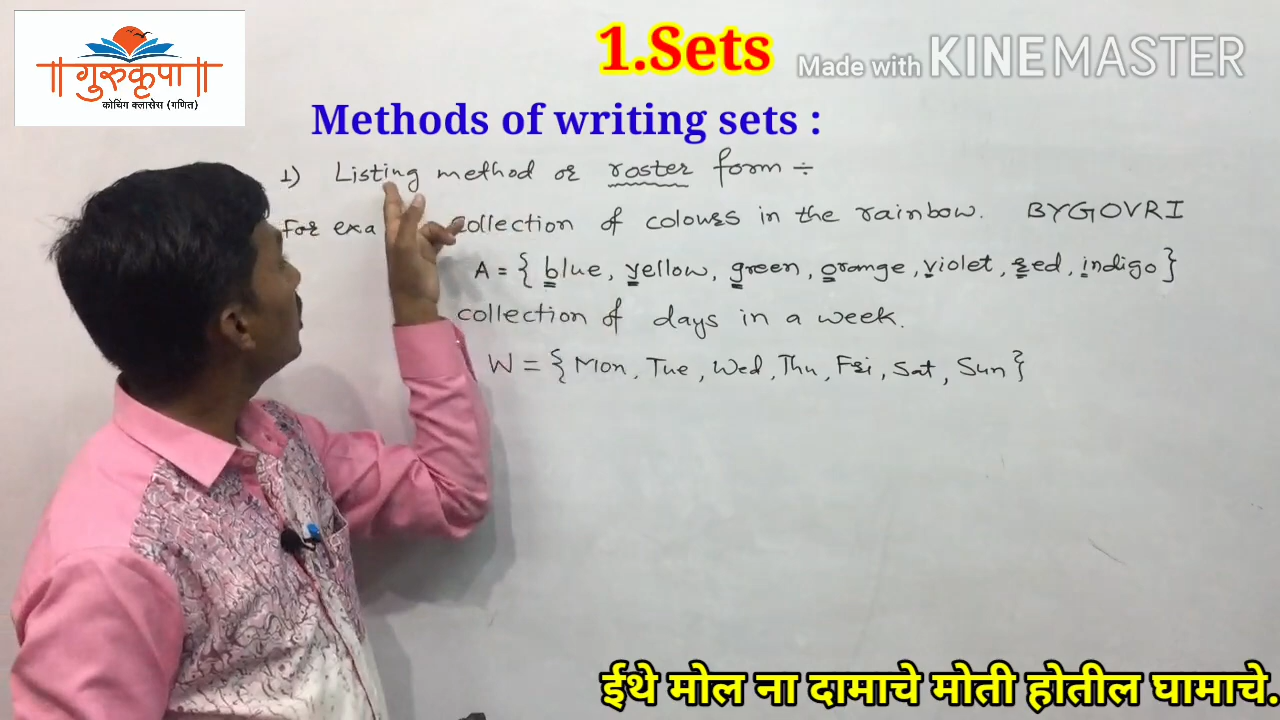 ॥गुरुकृपा॥
कोचिंग क्लासेस (गणित)
1.Sets
Made with KINEMASTER
Methods of writing sets :
1) Listing method or roster form ÷
For exa collection of colours in the rainbow. BYGOVRI
A = { blue, yellow, green, orange, violet, red, indigo }
collection of days in a week.
W = { Mon, Tue, Wed, Thu, Fri, Sat, Sun }
ईथे मोल ना दामाचे मोती होतील घामाचे.